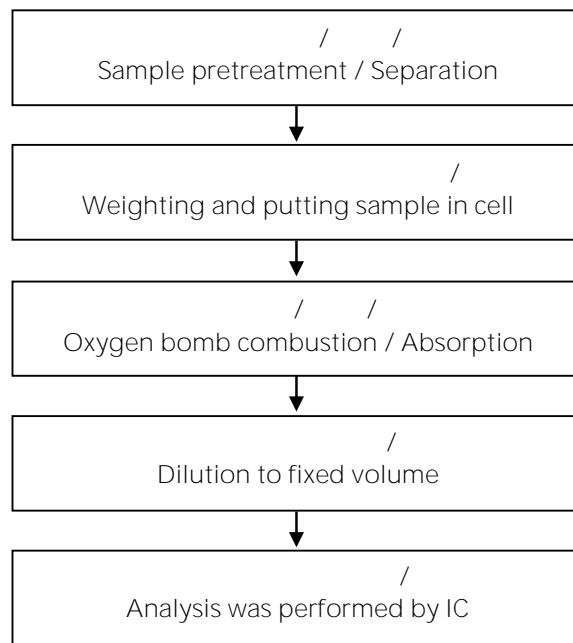 / /
Sample pretreatment / Separation
/
Weighting and putting sample in cell
/ /
Oxygen bomb combustion / Absorption
/
Dilution to fixed volume
/
Analysis was performed by IC